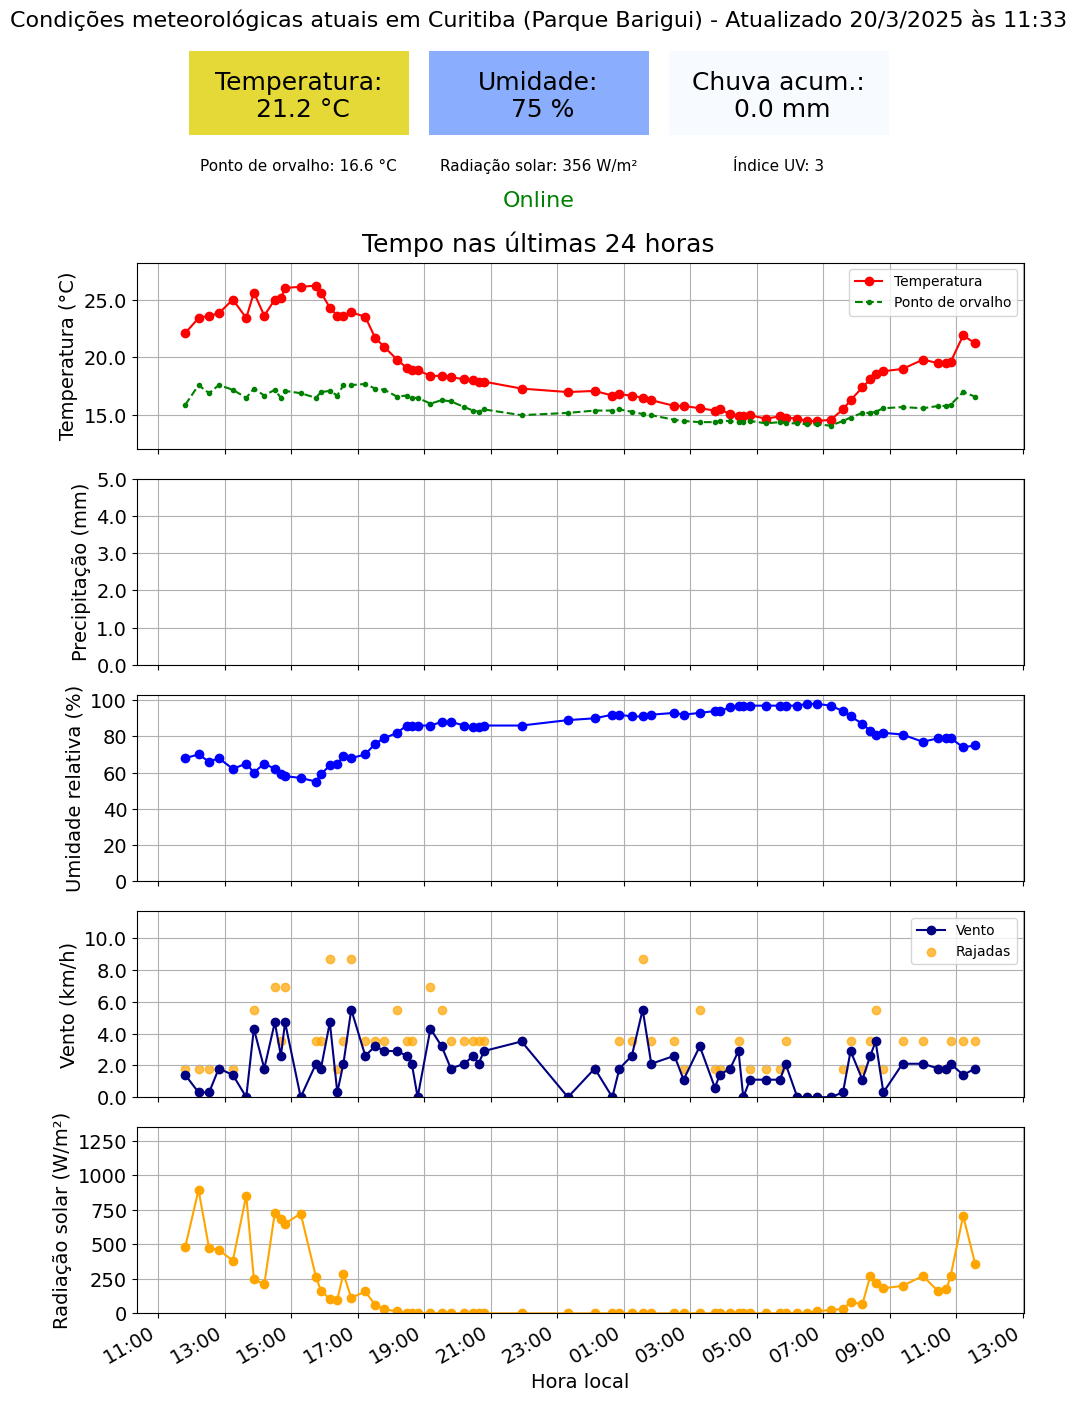 Condições meteorológicas atuais em Curitiba (Parque Barigui) - Atualizado 20/3/2025 às 11:33
Temperatura:
21.2 °C
Umidade:
75 %
Chuva acum.:
0.0 mm
Ponto de orvalho: 16.6 °C
Radiação solar: 356 W/m²
Índice UV: 3
Online
Tempo nas últimas 24 horas
Temperatura (°C)
25.0
20.0
15.0
Temperatura
Ponto de orvalho
Precipitação (mm)
5.0
4.0
3.0
2.0
1.0
0.0
Umidade relativa (%)
100
80
60
40
20
0
Vento (km/h)
10.0
8.0
6.0
4.0
2.0
0.0
Vento
Rajadas
Radiação solar (W/m²)
1250
1000
750
500
250
0
11:00
13:00
15:00
17:00
19:00
21:00
23:00
01:00
03:00
05:00
07:00
09:00
11:00
13:00
Hora local